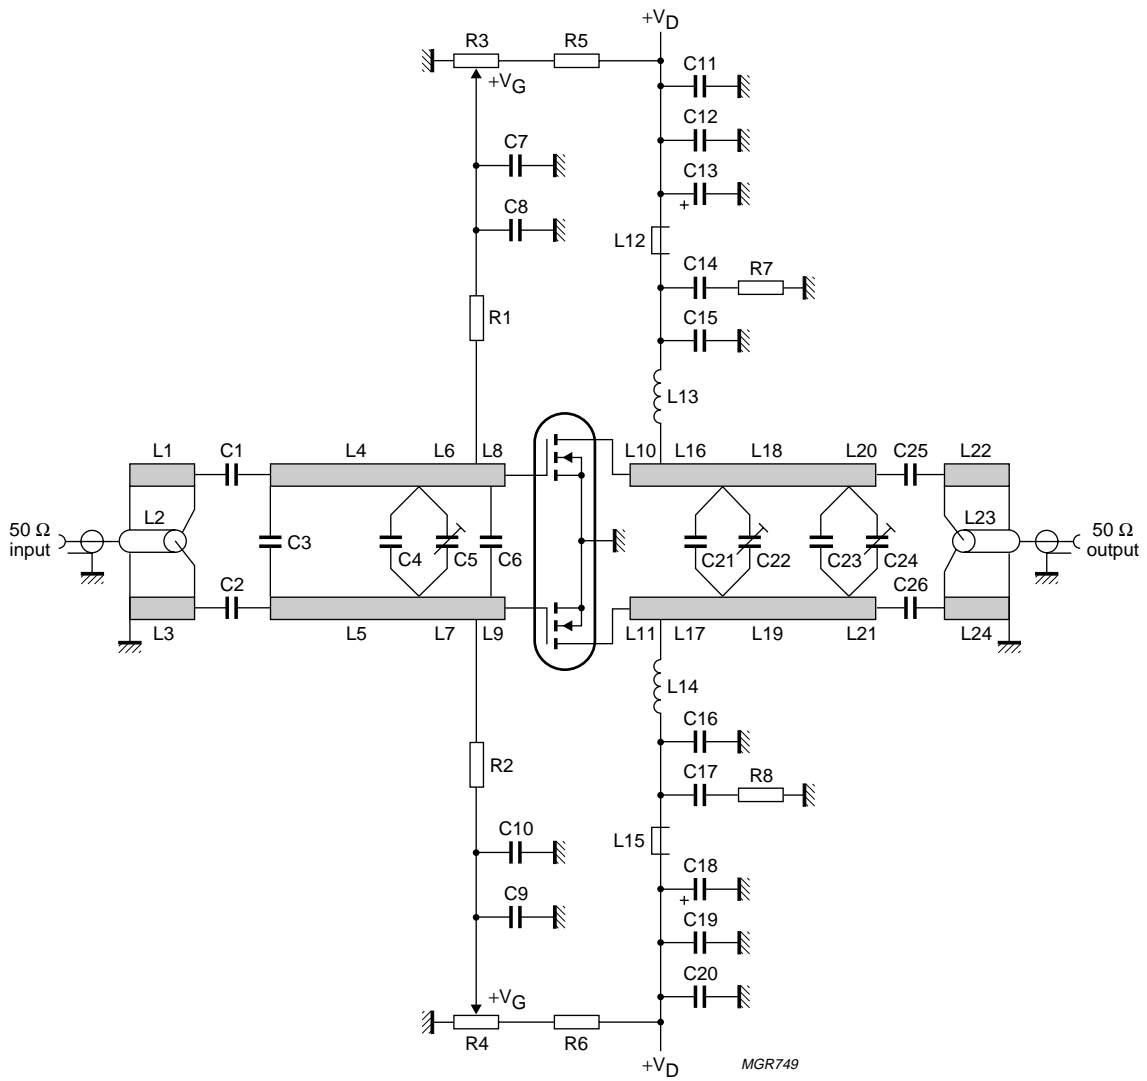 +VD
R3
R5
C11
+VG
C12
C7
C13
C8
+
L12
C14
R7
R1
C15
L13
L1
C1
L4
L6
L8
L10
L16
L18
L20
C25
L22
50 Ω
input
L2
C3
C4
C5
C6
C21
C22
C23
C24
L23
50 Ω
output
C2
C26
L3
L5
L7
L9
L11
L17
L19
L21
L24
L14
C16
R2
C17
R8
C10
L15
C18
+
C9
C19
C20
+VG
R4
R6
+VD
MGR749